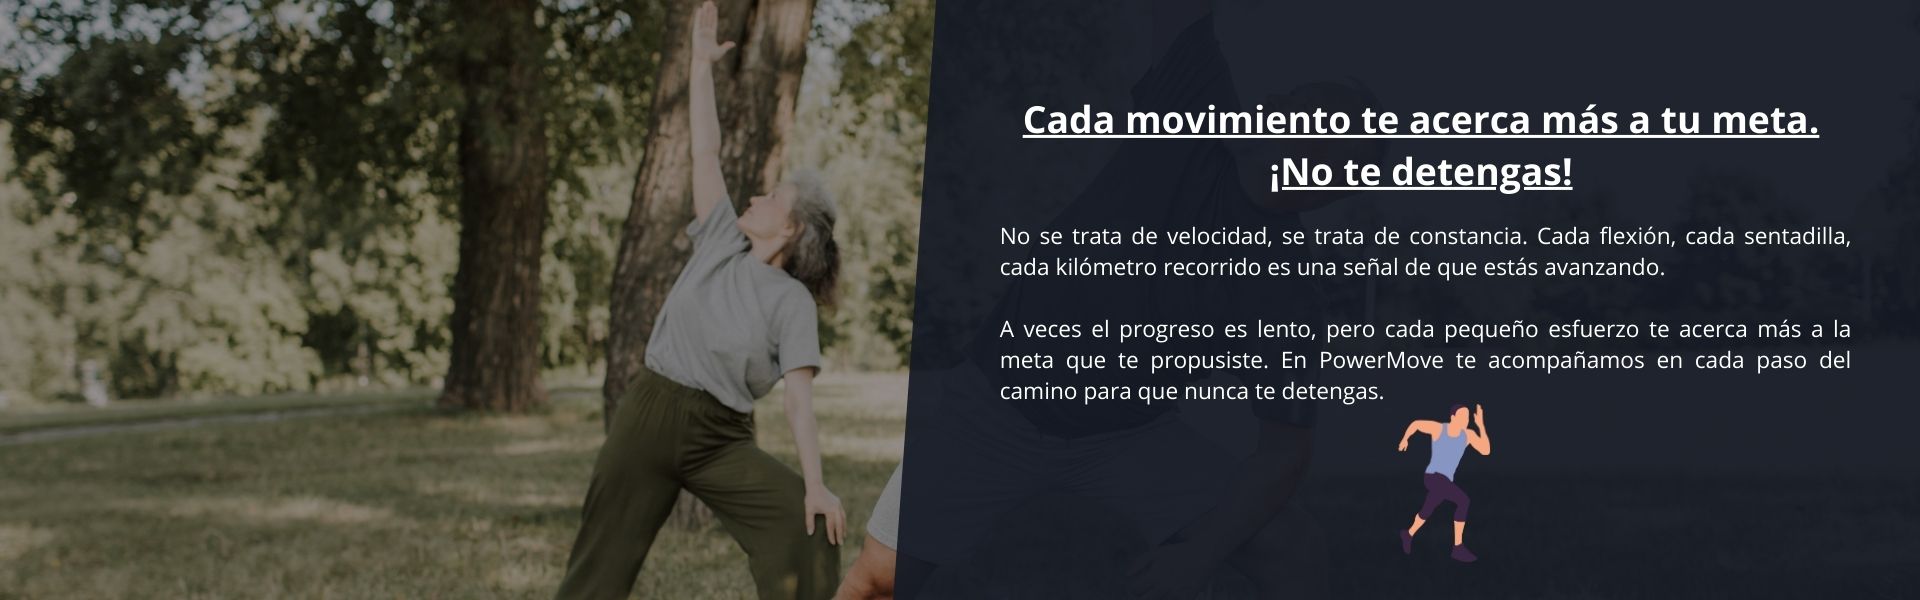 Cada movimiento te acerca más a tu meta.
¡No te detengas!
No se trata de velocidad, se trata de constancia. Cada flexión, cada sentadilla,
cada kilómetro recorrido es una señal de que estás avanzando.
A veces el progreso es lento, pero cada pequeño esfuerzo te acerca más a la
meta que te propusiste. En PowerMove te acompañamos en cada paso del
camino para que nunca te detengas.